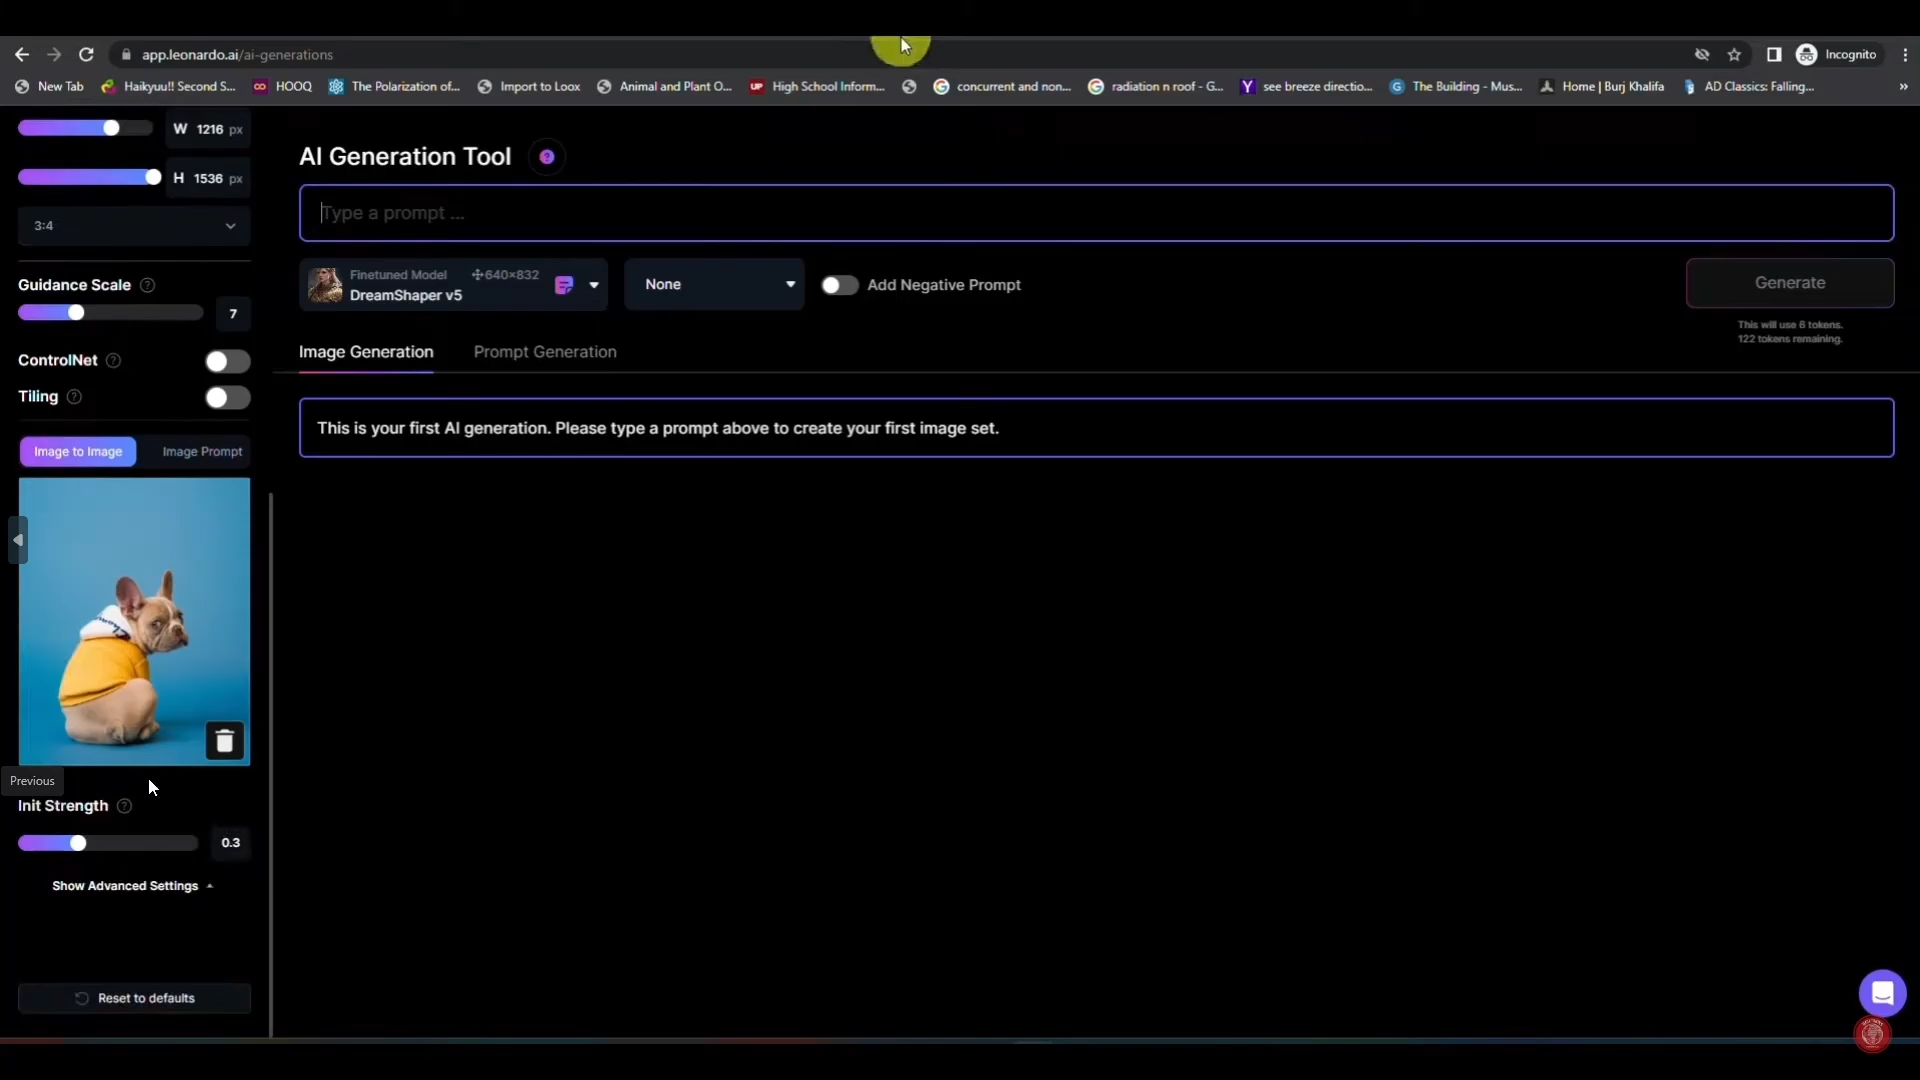 app.leonardo.ai/ai-generations
Incognito
New Tab
Haikyuu!! Second S...
HOOQ
The Polarization of...
Import to Loox
Animal and Plant O...
UP
High School Inform...
concurrent and non...
radiation n roof - G...
see breeze directio...
The Building - Mus...
Home | Burj Khalifa
AD Classics: Falling...
W 1216 px
H 1536 px
3:4
Guidance Scale ?
7
ControlNet ?
Tiling ?
Image to Image
Image Prompt
Previous
Init Strength ?
0.3
Show Advanced Settings
Reset to defaults
AI Generation Tool ?
Type a prompt ...
Finetuned Model 640×832
DreamShaper v5
None
Add Negative Prompt
Generate
This will use 6 tokens.
122 tokens remaining.
Image Generation
Prompt Generation
This is your first AI generation. Please type a prompt above to create your first image set.